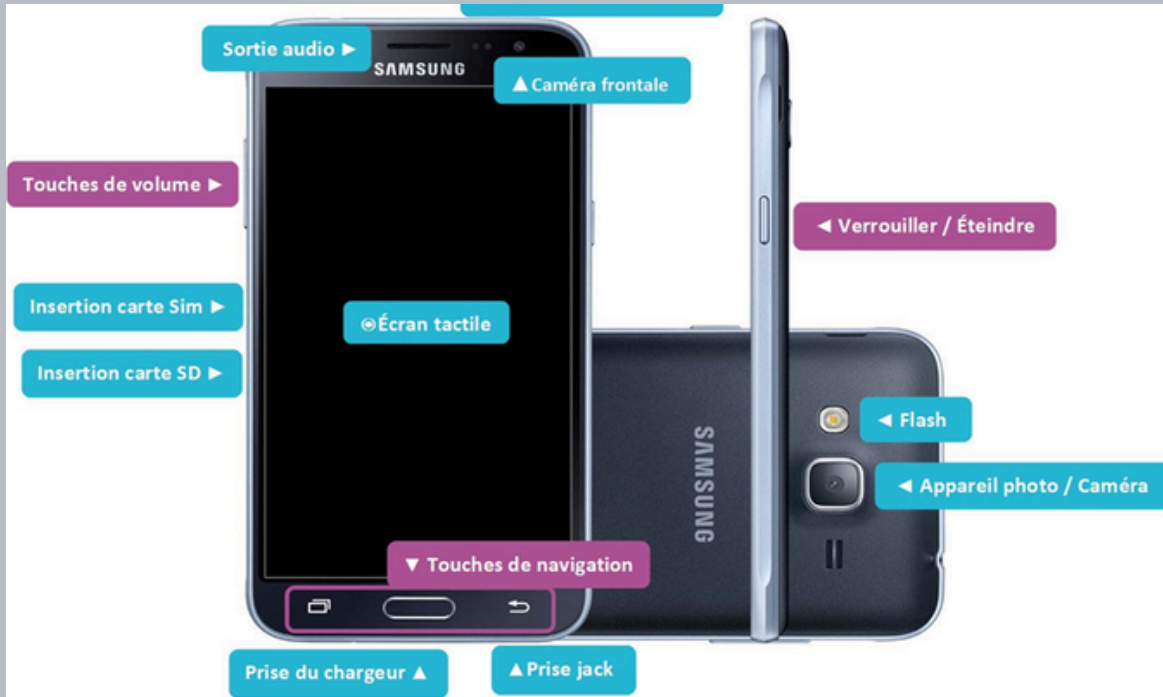 Sortie audio ►
SAMSUNG
▲ Caméra frontale
Touches de volume ►
◄ Verrouiller / Éteindre
Insertion carte Sim ►
Écran tactile
Insertion carte SD ►
◄ Flash
SAMSUNG
◄ Appareil photo / Caméra
▼ Touches de navigation
Prise du chargeur ▲
▲ Prise jack